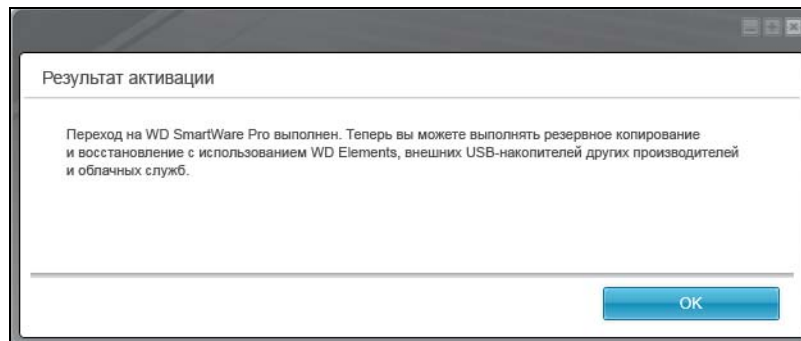 Результат активации
Переход на WD SmartWare Pro выполнен. Теперь вы можете выполнять резервное копирование
и восстановление с использованием WD Elements, внешних USB-накопителей других производителей
и облачных служб.
OK